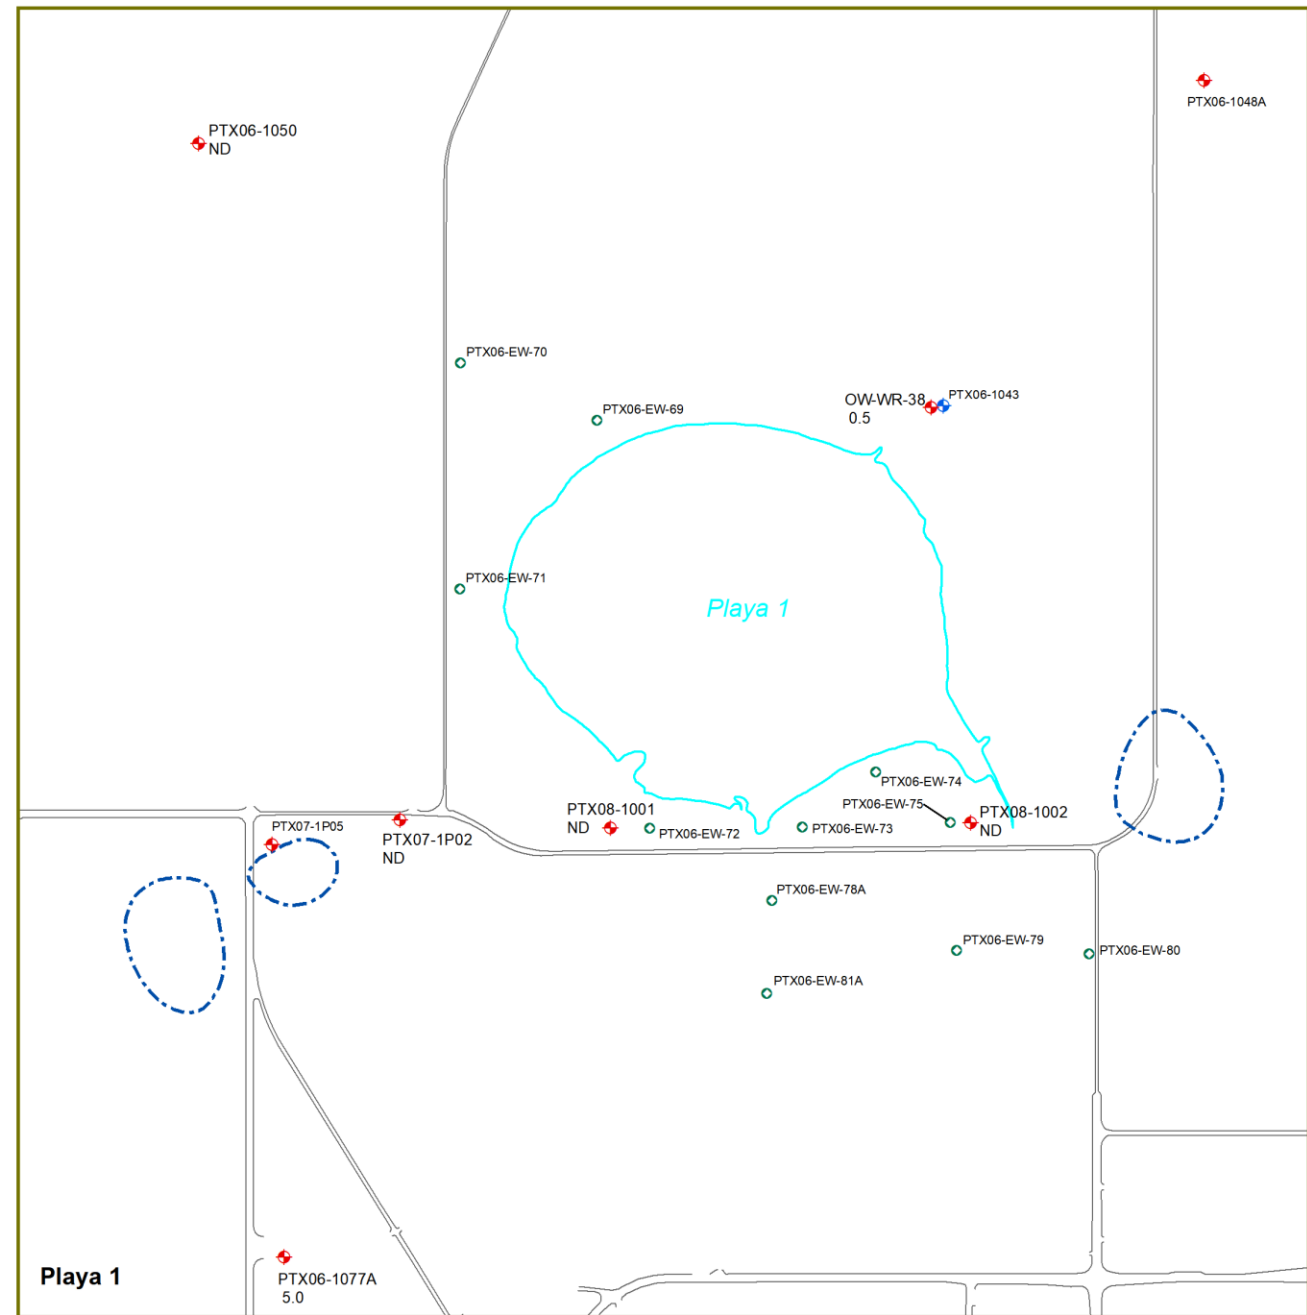 PTX06-1048A
PTX06-1050
ND
PTX06-EW-70
PTX06-EW-69
OW-WR-38
0.5
PTX06-1043
PTX06-EW-71
Playa 1
PTX06-EW-74
PTX06-EW-75
PTX08-1001
ND
PTX08-1002
ND
PTX07-1P05
PTX07-1P02
ND
PTX06-EW-72
PTX06-EW-73
PTX06-EW-78A
PTX06-EW-79
PTX06-EW-80
PTX06-EW-81A
Playa 1
PTX06-1077A
5.0